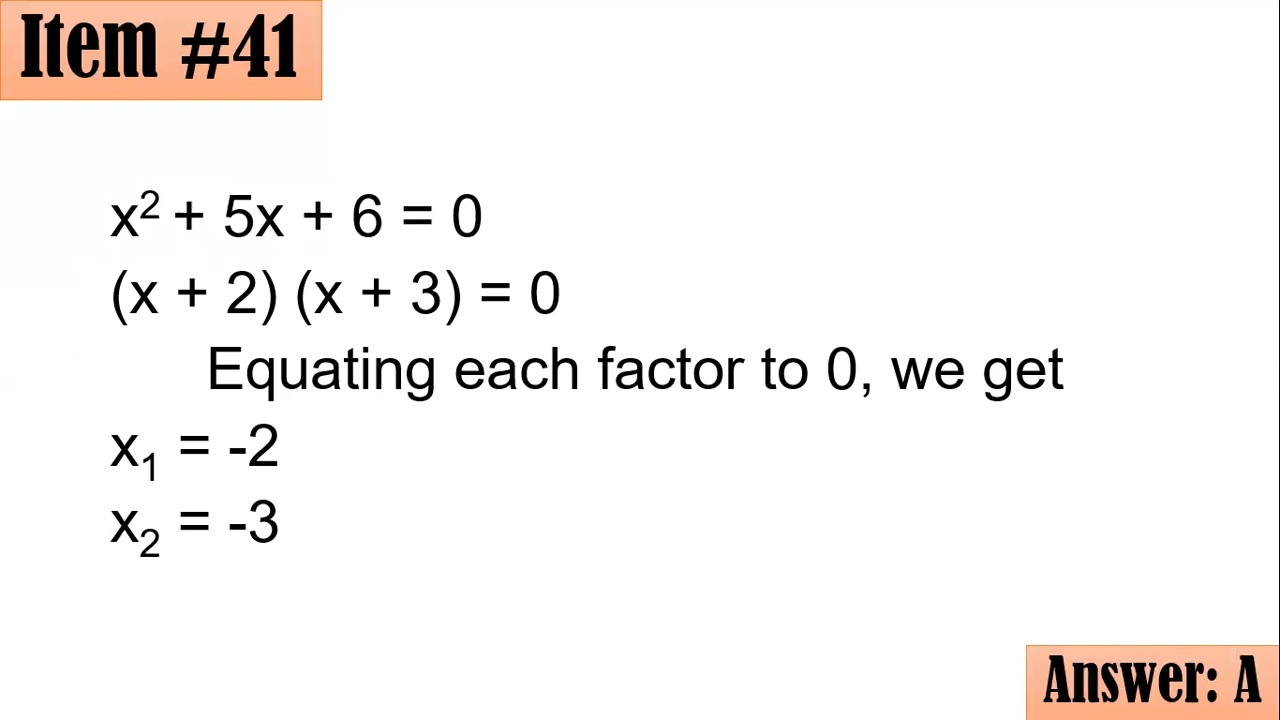 Item #41
x² + 5x + 6 = 0
(x + 2) (x + 3) = 0
Equating each factor to 0, we get
x₁ = -2
x₂ = -3
Answer: A